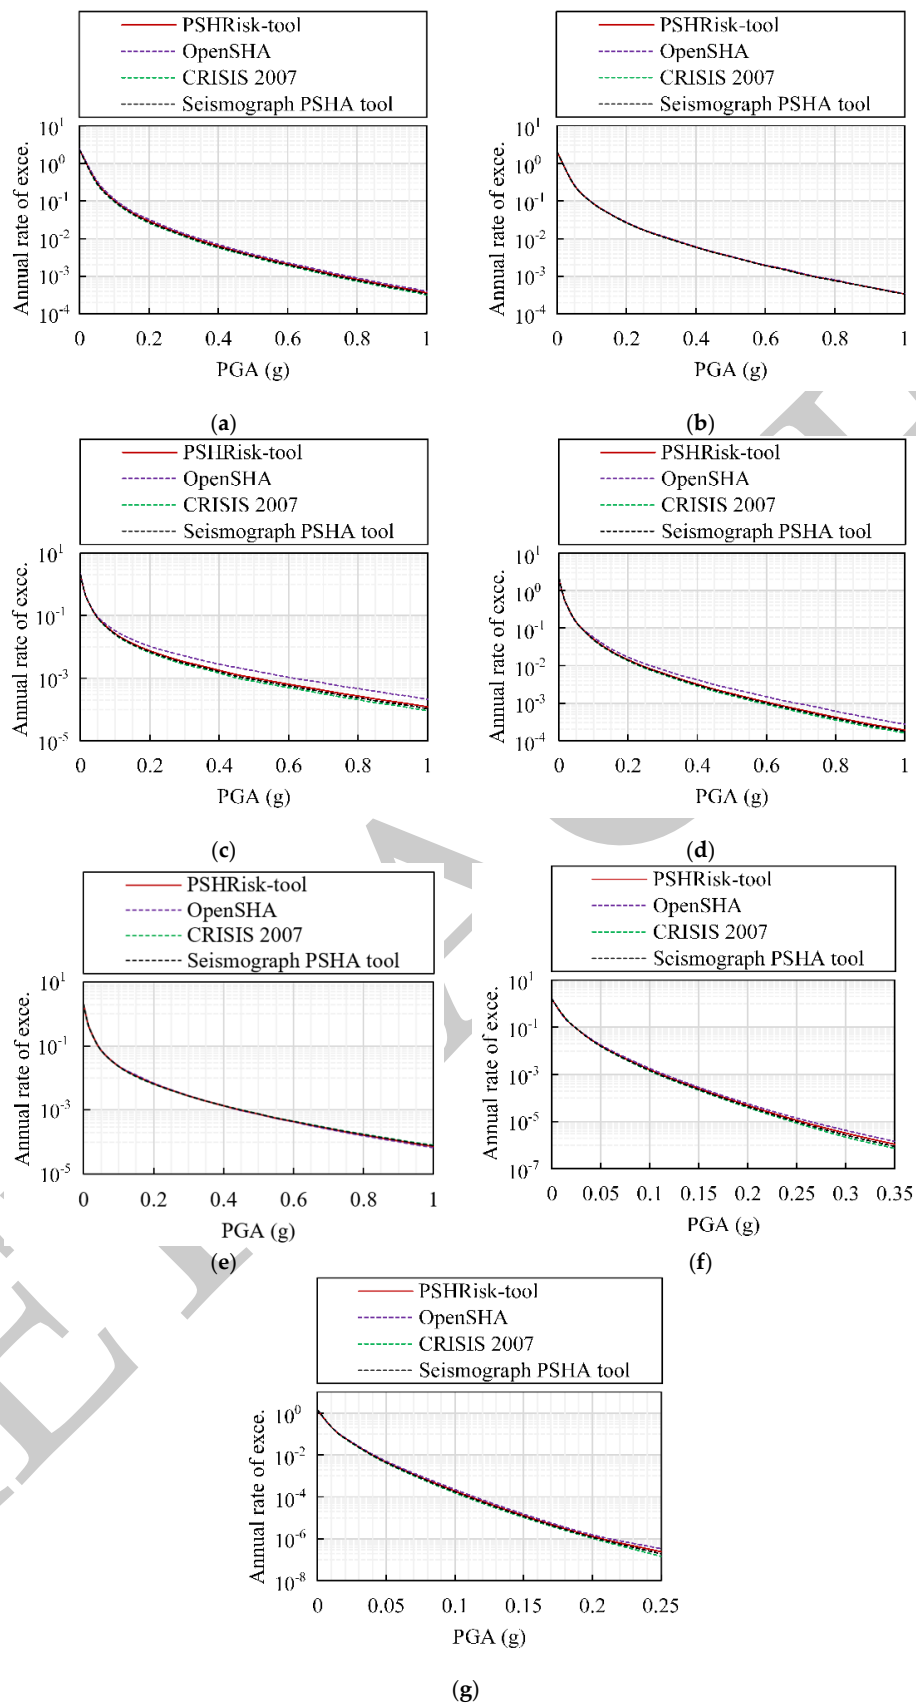 PSHRisk-tool
OpenSHA
CRISIS 2007
Seismograph PSHA tool
Annual rate of exce.
10^1
10^0
10^-1
10^-2
10^-3
10^-4
0 0.2 0.4 0.6 0.8 1
PGA (g)
(a)
PSHRisk-tool
OpenSHA
CRISIS 2007
Seismograph PSHA tool
Annual rate of exce.
10^1
10^0
10^-1
10^-2
10^-3
10^-4
0 0.2 0.4 0.6 0.8 1
PGA (g)
(b)
PSHRisk-tool
OpenSHA
CRISIS 2007
Seismograph PSHA tool
Annual rate of exce.
10^1
10^-1
10^-3
10^-5
0 0.2 0.4 0.6 0.8 1
PGA (g)
(c)
PSHRisk-tool
OpenSHA
CRISIS 2007
Seismograph PSHA tool
Annual rate of exce.
10^1
10^0
10^-1
10^-2
10^-3
10^-4
0 0.2 0.4 0.6 0.8 1
PGA (g)
(d)
PSHRisk-tool
OpenSHA
CRISIS 2007
Seismograph PSHA tool
Annual rate of exce.
10^1
10^-1
10^-3
10^-5
0 0.2 0.4 0.6 0.8 1
PGA (g)
(e)
PSHRisk-tool
OpenSHA
CRISIS 2007
Seismograph PSHA tool
Annual rate of exce.
10^1
10^-1
10^-3
10^-5
10^-7
0 0.05 0.1 0.15 0.2 0.25 0.3 0.35
PGA (g)
(f)
PSHRisk-tool
OpenSHA
CRISIS 2007
Seismograph PSHA tool
Annual rate of exce.
10^0
10^-2
10^-4
10^-6
10^-8
0 0.05 0.1 0.15 0.2 0.25
PGA (g)
(g)